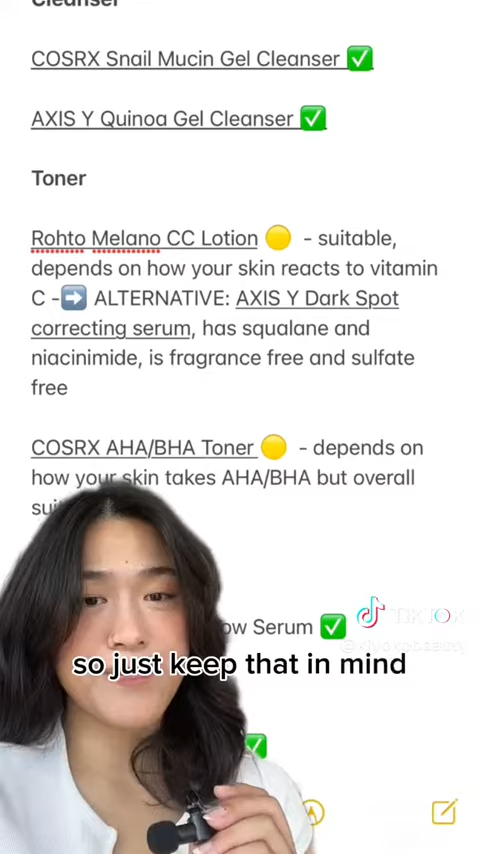 Cleanser
COSRX Snail Mucin Gel Cleanser ✅
AXIS Y Quinoa Gel Cleanser ✅
Toner
Rohto Melano CC Lotion 🟡 - suitable,
depends on how your skin reacts to vitamin
C -➡️ ALTERNATIVE: AXIS Y Dark Spot
correcting serum, has squalane and
niacinimide, is fragrance free and sulfate
free
COSRX AHA/BHA Toner 🟡 - depends on
how your skin takes AHA/BHA but overall
Serum ✅
✅
TikTok
so just keep that in mind